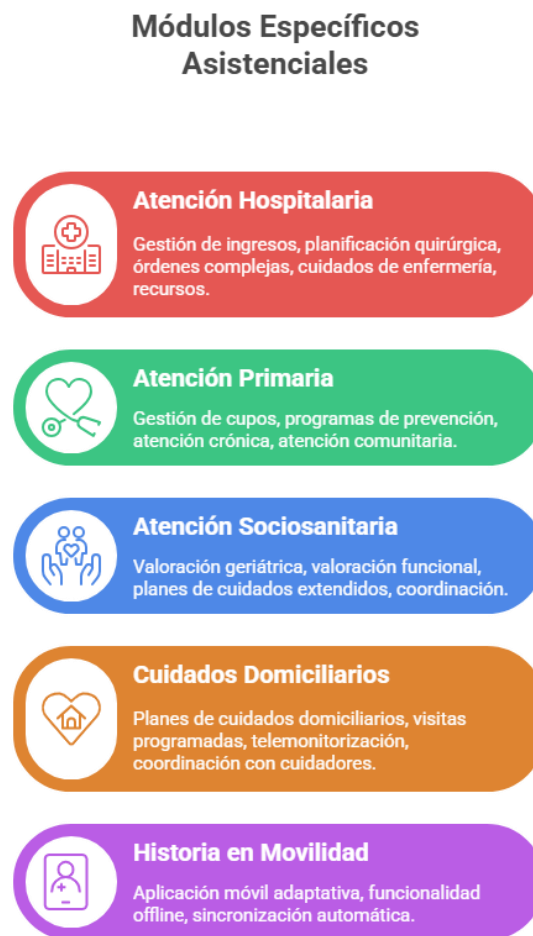 Módulos Específicos
Asistenciales
Atención Hospitalaria
Gestión de ingresos, planificación quirúrgica,
órdenes complejas, cuidados de enfermería,
recursos.
Atención Primaria
Gestión de cupos, programas de prevención,
atención crónica, atención comunitaria.
Atención Sociosanitaria
Valoración geriátrica, valoración funcional,
planes de cuidados extendidos, coordinación.
Cuidados Domiciliarios
Planes de cuidados domiciliarios, visitas
programadas, telemonitorización,
coordinación con cuidadores.
Historia en Movilidad
Aplicación móvil adaptativa, funcionalidad
offline, sincronización automática.